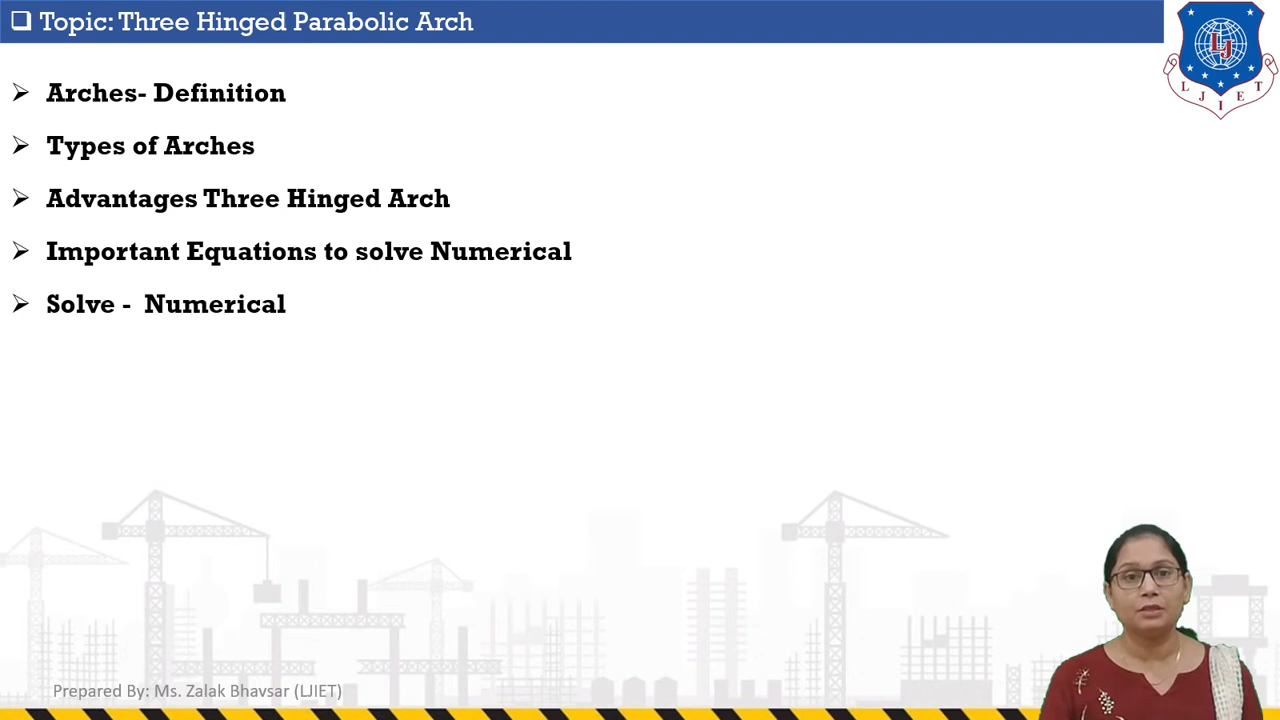 Topic: Three Hinged Parabolic Arch
Arches- Definition
Types of Arches
Advantages Three Hinged Arch
Important Equations to solve Numerical
Solve - Numerical
LJ
L J I E T
Prepared By: Ms. Zalak Bhavsar (LJIET)